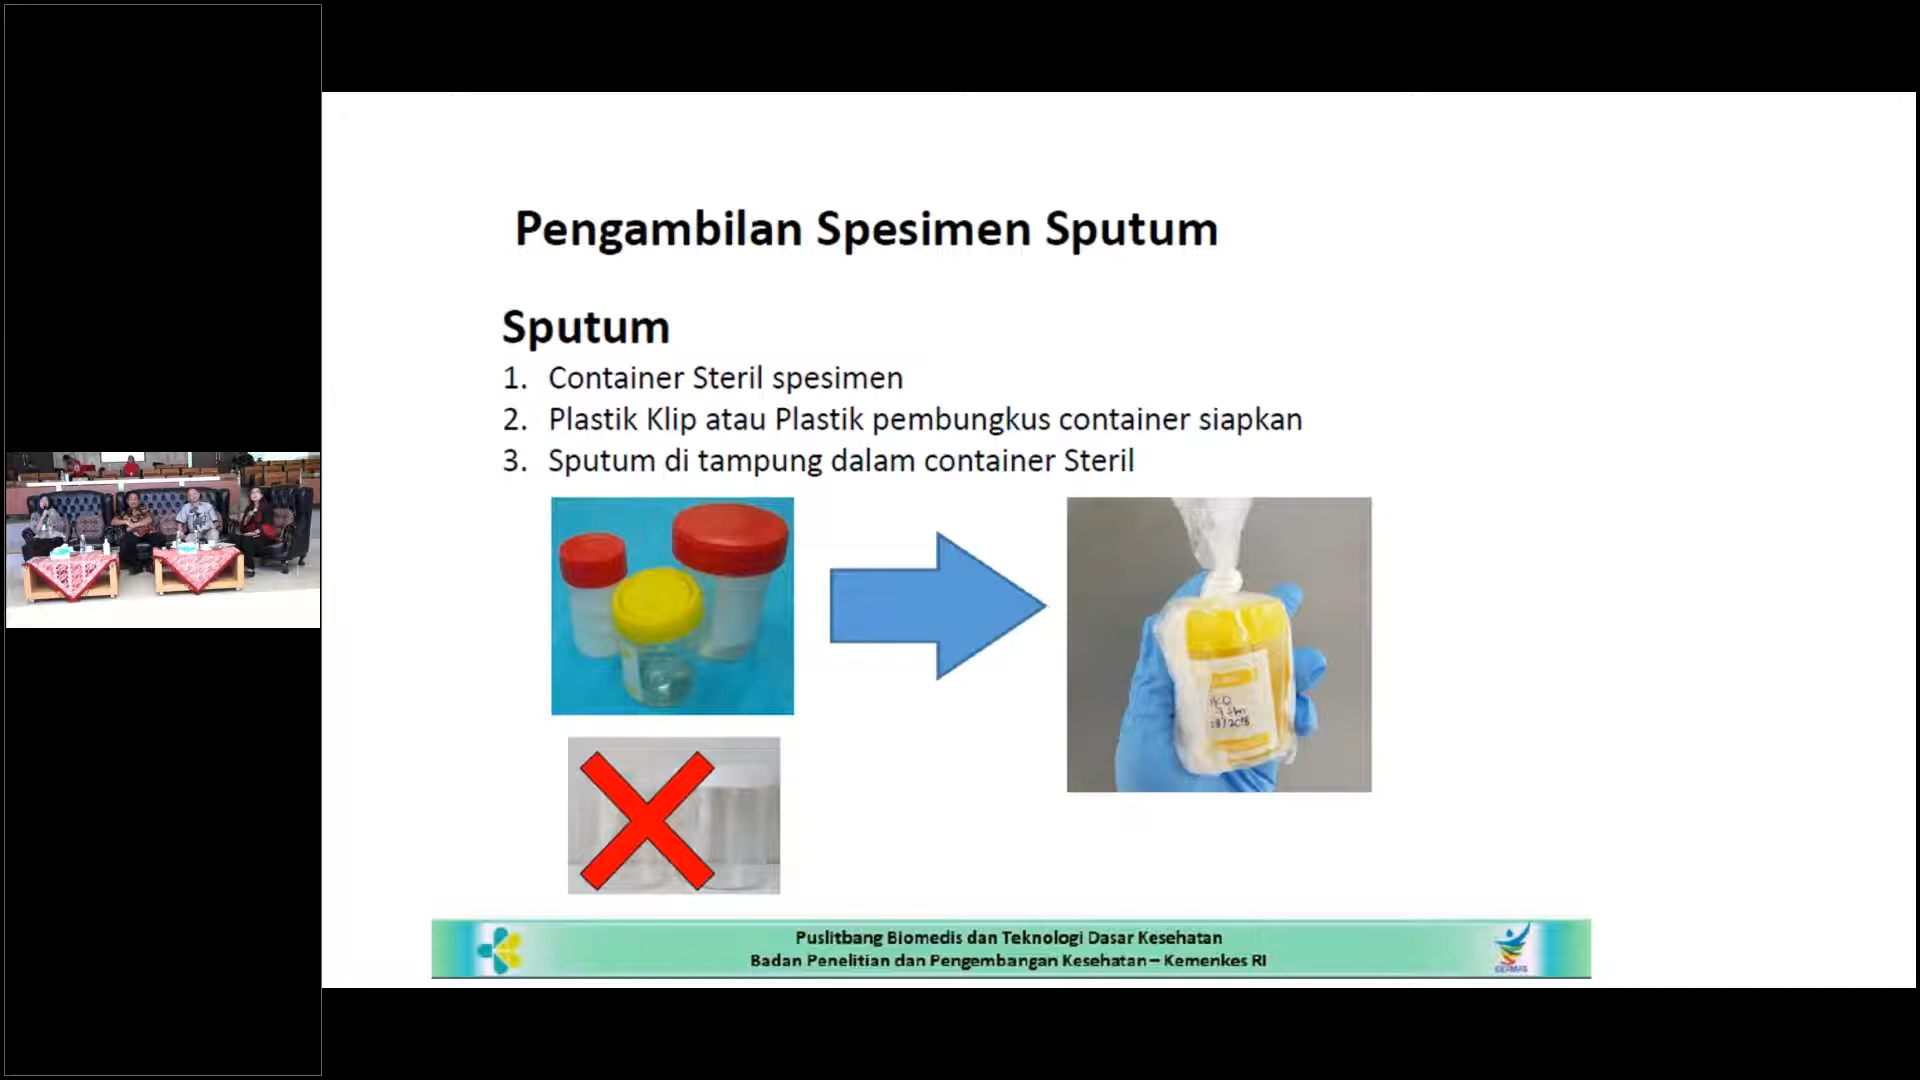 Pengambilan Spesimen Sputum
Sputum
1. Container Steril spesimen
2. Plastik Klip atau Plastik pembungkus container siapkan
3. Sputum di tampung dalam container Steril
Puslitbang Biomedis dan Teknologi Dasar Kesehatan
Badan Penelitian dan Pengembangan Kesehatan – Kemenkes RI
GERMAS